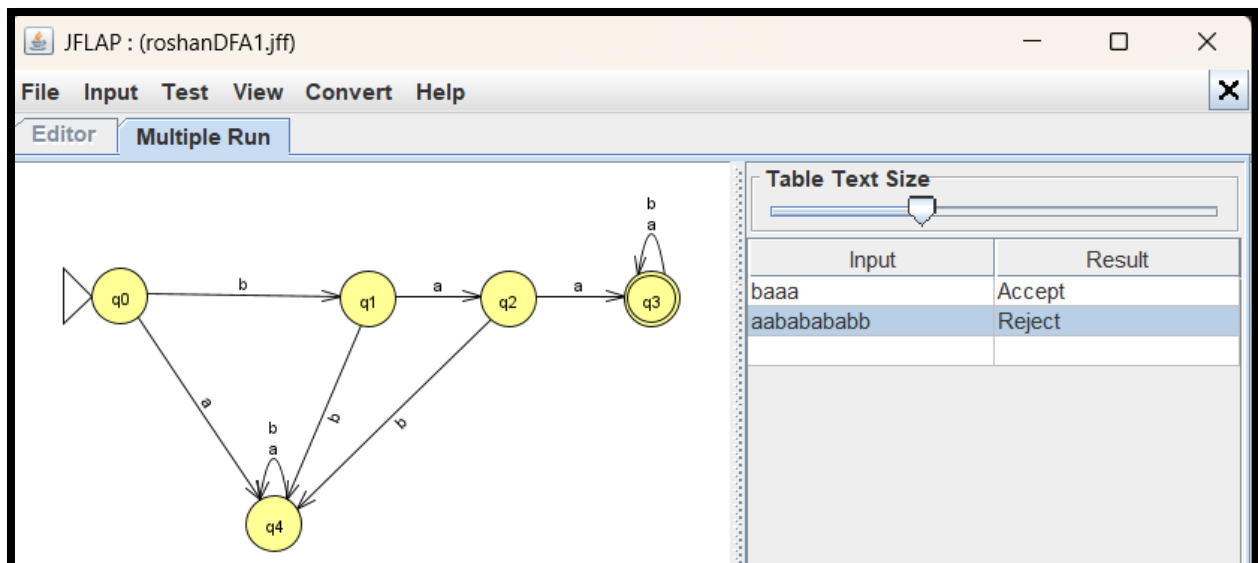 JFLAP : (roshanDFA1.jff)
File Input Test View Convert Help
Editor Multiple Run
Table Text Size
Input Result
baaa Accept
aababababb Reject
b
a
q0 b q1 a q2 a q3
a b b
b
a
q4